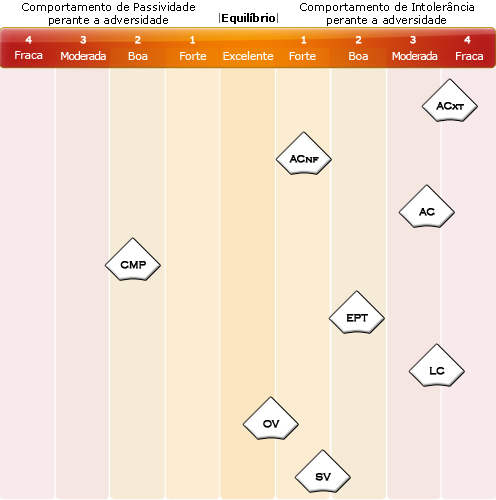 Comportamento de Passividade
perante a adversidade
|Equilíbrio|
Comportamento de Intolerância
perante a adversidade
4 3 2 1 1 2 3 4
Fraca Moderada Boa Forte Excelente Forte Boa Moderada Fraca
ACxt
ACnf
AC
CMP
EPT
LC
OV
SV